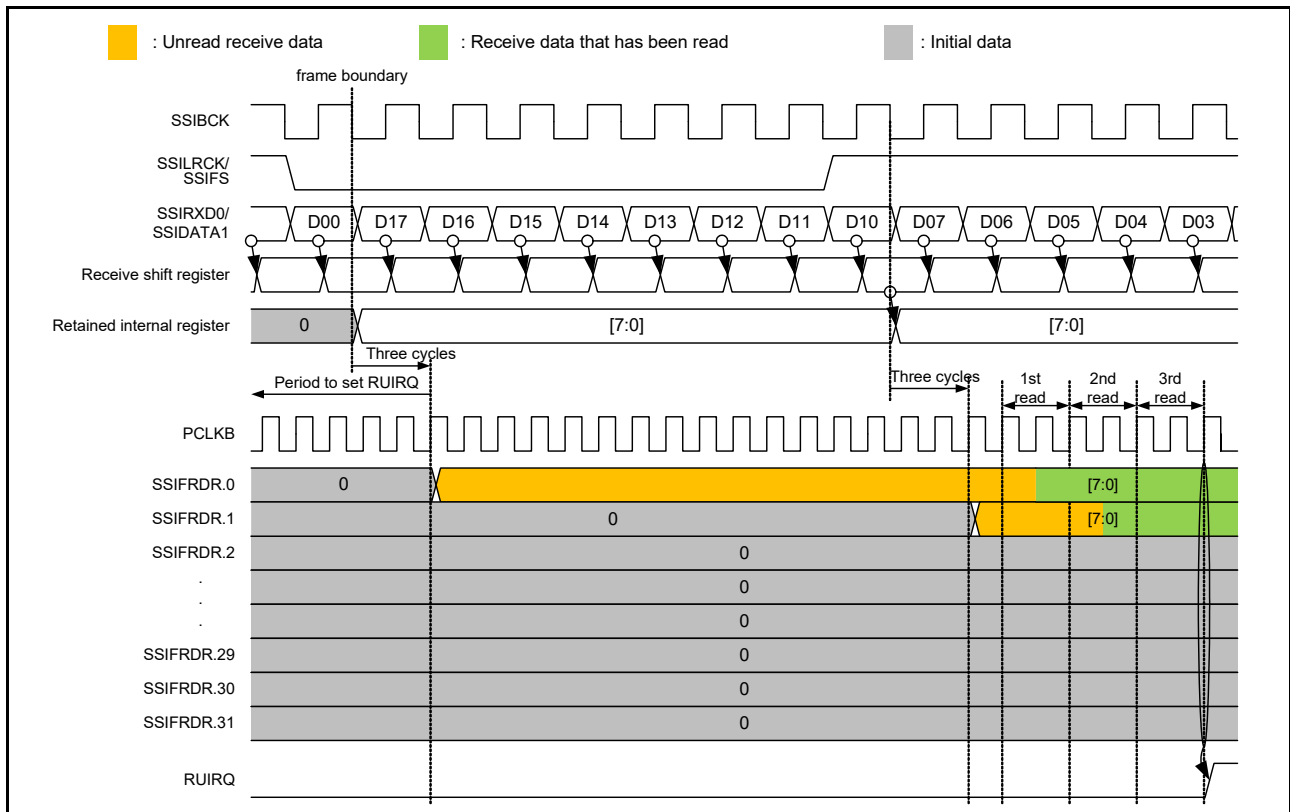 : Unread receive data : Receive data that has been read : Initial data
frame boundary
SSIBCK
SSILRCK/
SSIFS
SSIRXD0/
SSIDATA1
D00 D17 D16 D15 D14 D13 D12 D11 D10 D07 D06 D05 D04 D03
Receive shift register
Retained internal register 0 [7:0] [7:0]
Three cycles
Period to set RUIRQ
Three cycles
1st
read
2nd
read
3rd
read
PCLKB
SSIFRDR.0 0 [7:0]
SSIFRDR.1 0 [7:0]
SSIFRDR.2 0
. 0
. 0
.
SSIFRDR.29 0
SSIFRDR.30 0
SSIFRDR.31 0
RUIRQ